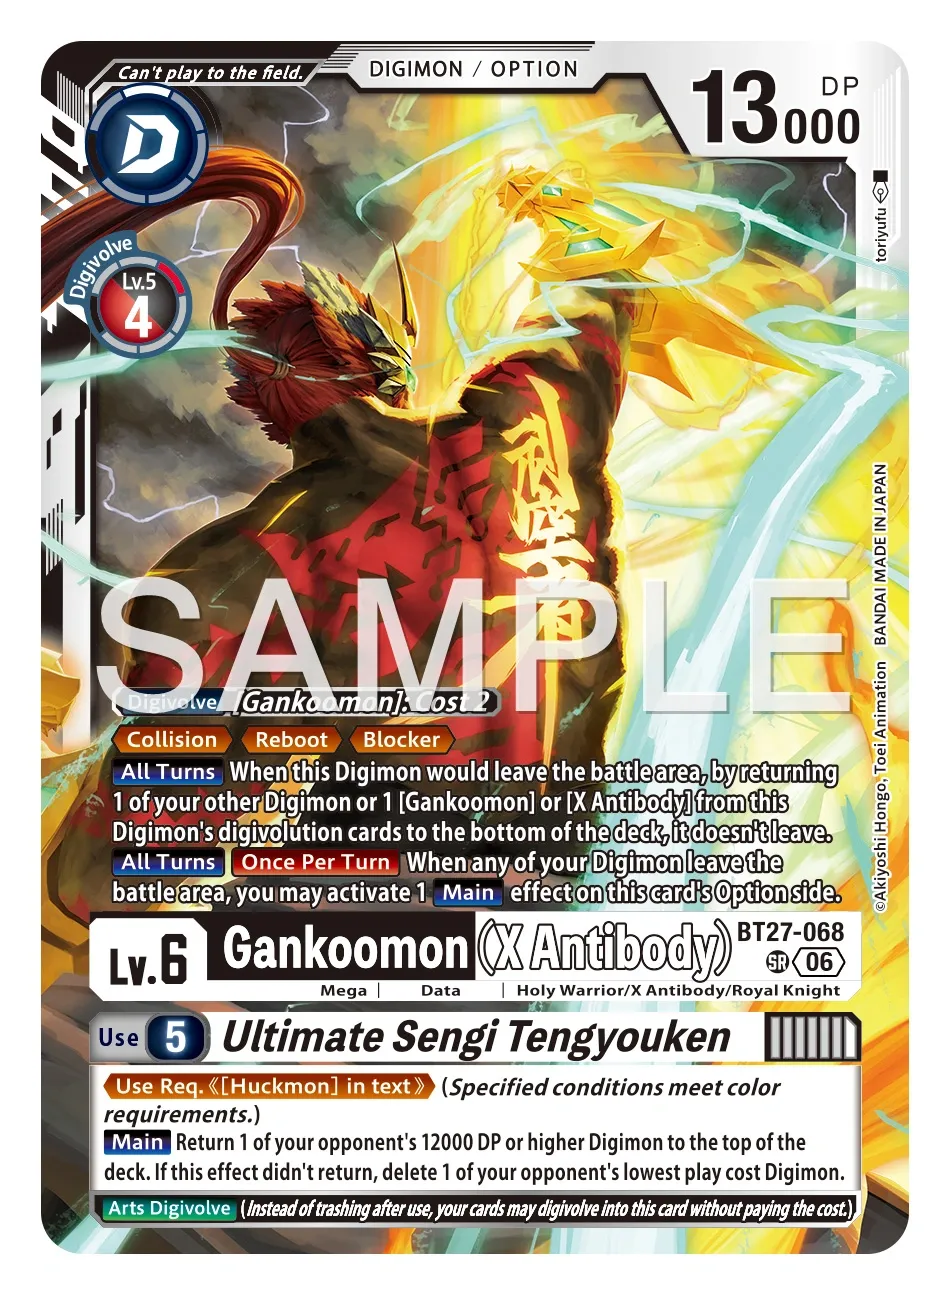 Can't play to the field.
DIGIMON / OPTION
DP
13000
Digivolve
Lv.5
4
toriyufu
武学者
SAMPLE
©Akiyoshi Hongo, Toei Animation BANDAI MADE IN JAPAN
Digivolve [Gankoomon]: Cost 2
Collision Reboot Blocker
All Turns When this Digimon would leave the battle area, by returning
1 of your other Digimon or 1 [Gankoomon] or [X Antibody] from this
Digimon's digivolution cards to the bottom of the deck, it doesn't leave.
All Turns Once Per Turn When any of your Digimon leave the
battle area, you may activate 1 Main effect on this card's Option side.
Lv.6 Gankoomon (X Antibody) BT27-068
SR 06
Mega | Data | Holy Warrior/X Antibody/Royal Knight
Use 5 Ultimate Sengi Tengyouken
Use Req.《[Huckmon] in text》 (Specified conditions meet color
requirements.)
Main Return 1 of your opponent's 12000 DP or higher Digimon to the top of the
deck. If this effect didn't return, delete 1 of your opponent's lowest play cost Digimon.
Arts Digivolve (Instead of trashing after use, your cards may digivolve into this card without paying the cost.)